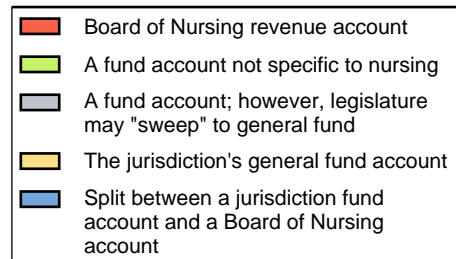 Board of Nursing revenue account
A fund account not specific to nursing
A fund account; however, legislature
may "sweep" to general fund
The jurisdiction's general fund account
Split between a jurisdiction fund
account and a Board of Nursing
account